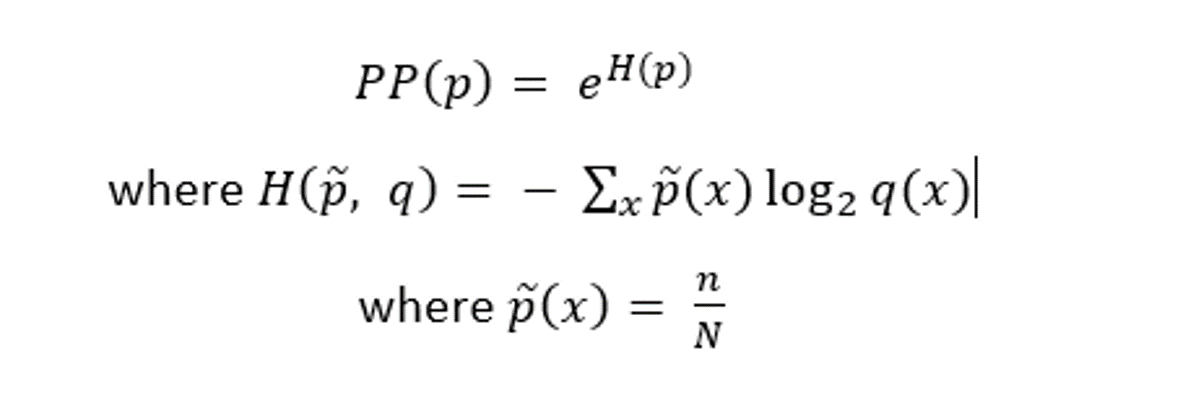 PP(p) = e^{H(p)}
where H(p̃, q) = − ∑ₓ p̃(x) log₂ q(x)
where p̃(x) = n/N